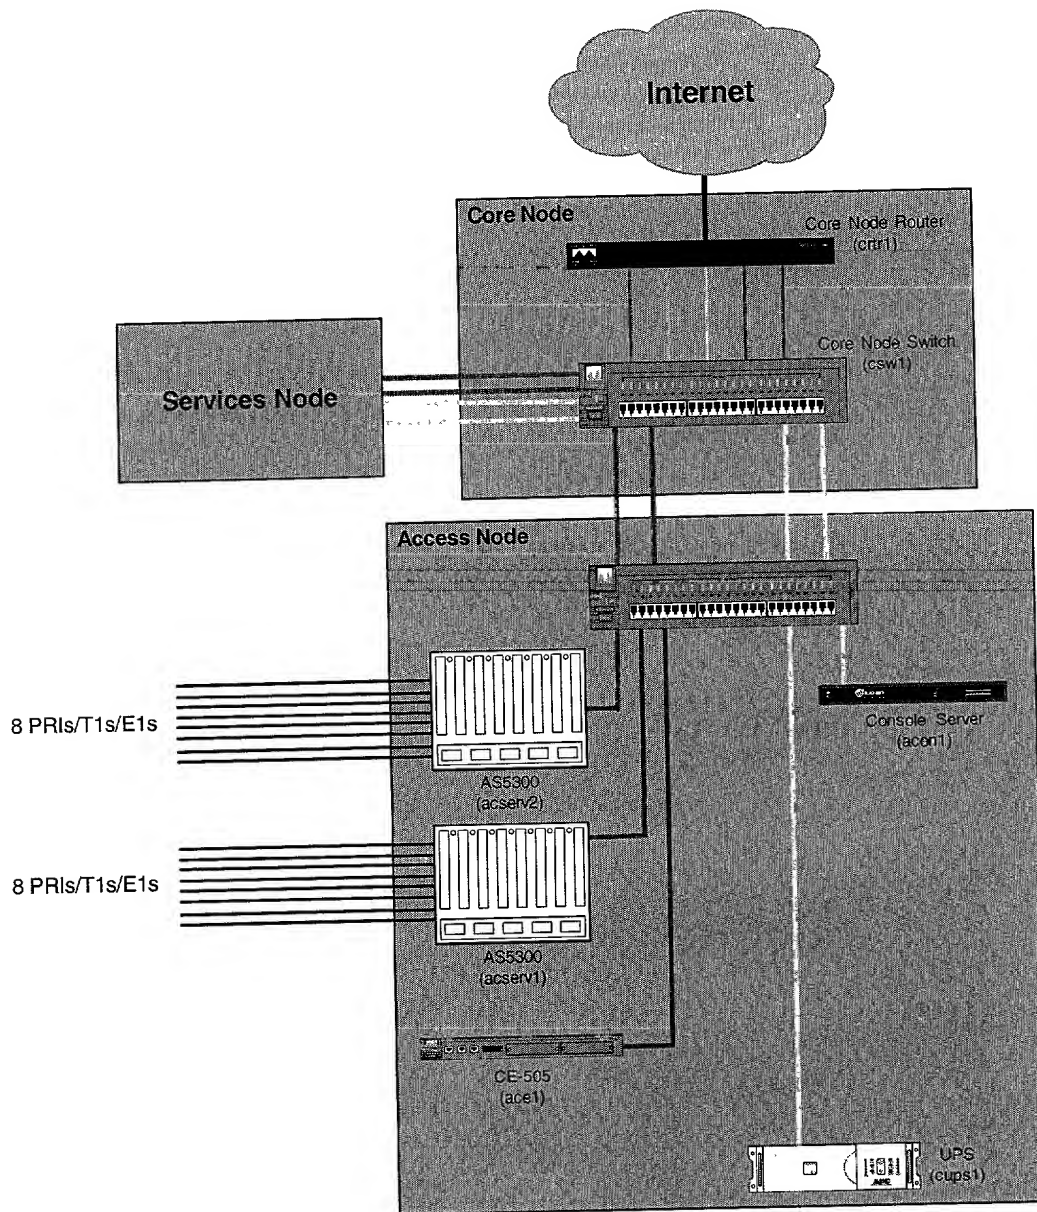 Internet
Core Node
Core Node Router
(crtr1)
Core Node Switch
(csw1)
Services Node
Access Node
8 PRIs/T1s/E1s
Console Server
(acon1)
AS5300
(acserv2)
8 PRIs/T1s/E1s
AS5300
(acserv1)
CE-505
(ace1)
UPS
(cups1)